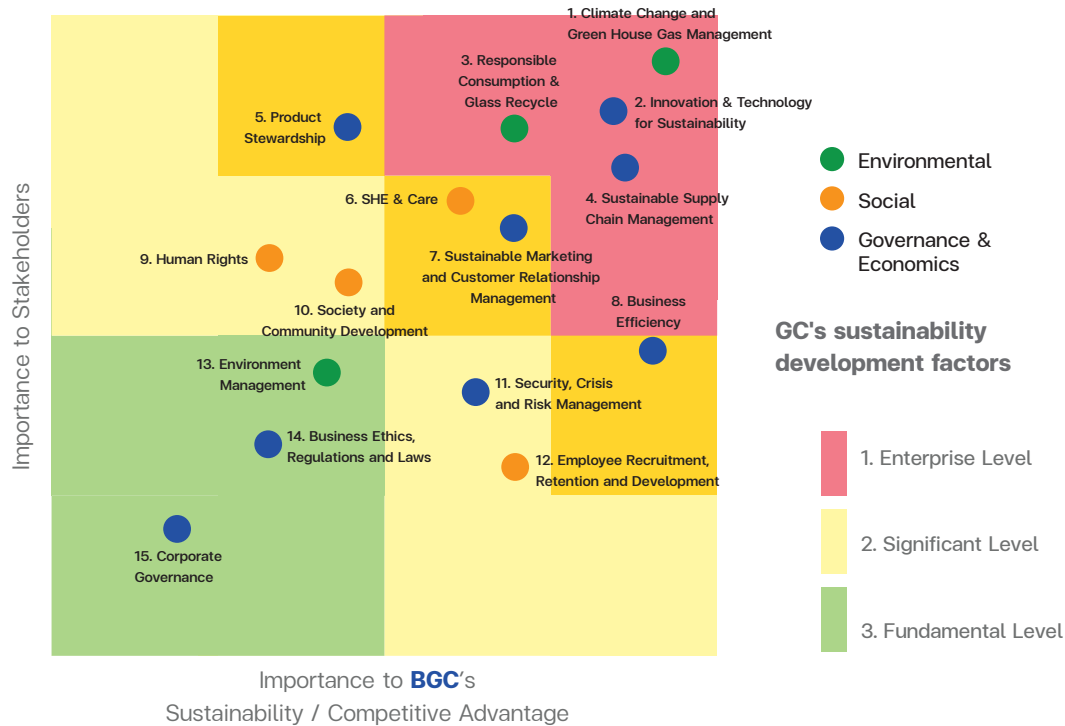 1. Climate Change and
Green House Gas Management
3. Responsible
Consumption &
Glass Recycle
2. Innovation & Technology
for Sustainability
5. Product
Stewardship
4. Sustainable Supply
Chain Management
6. SHE & Care
7. Sustainable Marketing
and Customer Relationship
Management
9. Human Rights
10. Society and
Community Development
8. Business
Efficiency
13. Environment
Management
11. Security, Crisis
and Risk Management
14. Business Ethics,
Regulations and Laws
12. Employee Recruitment,
Retention and Development
15. Corporate
Governance
Importance to Stakeholders
Importance to BGC's
Sustainability / Competitive Advantage
Environmental
Social
Governance &
Economics
GC's sustainability
development factors
1. Enterprise Level
2. Significant Level
3. Fundamental Level